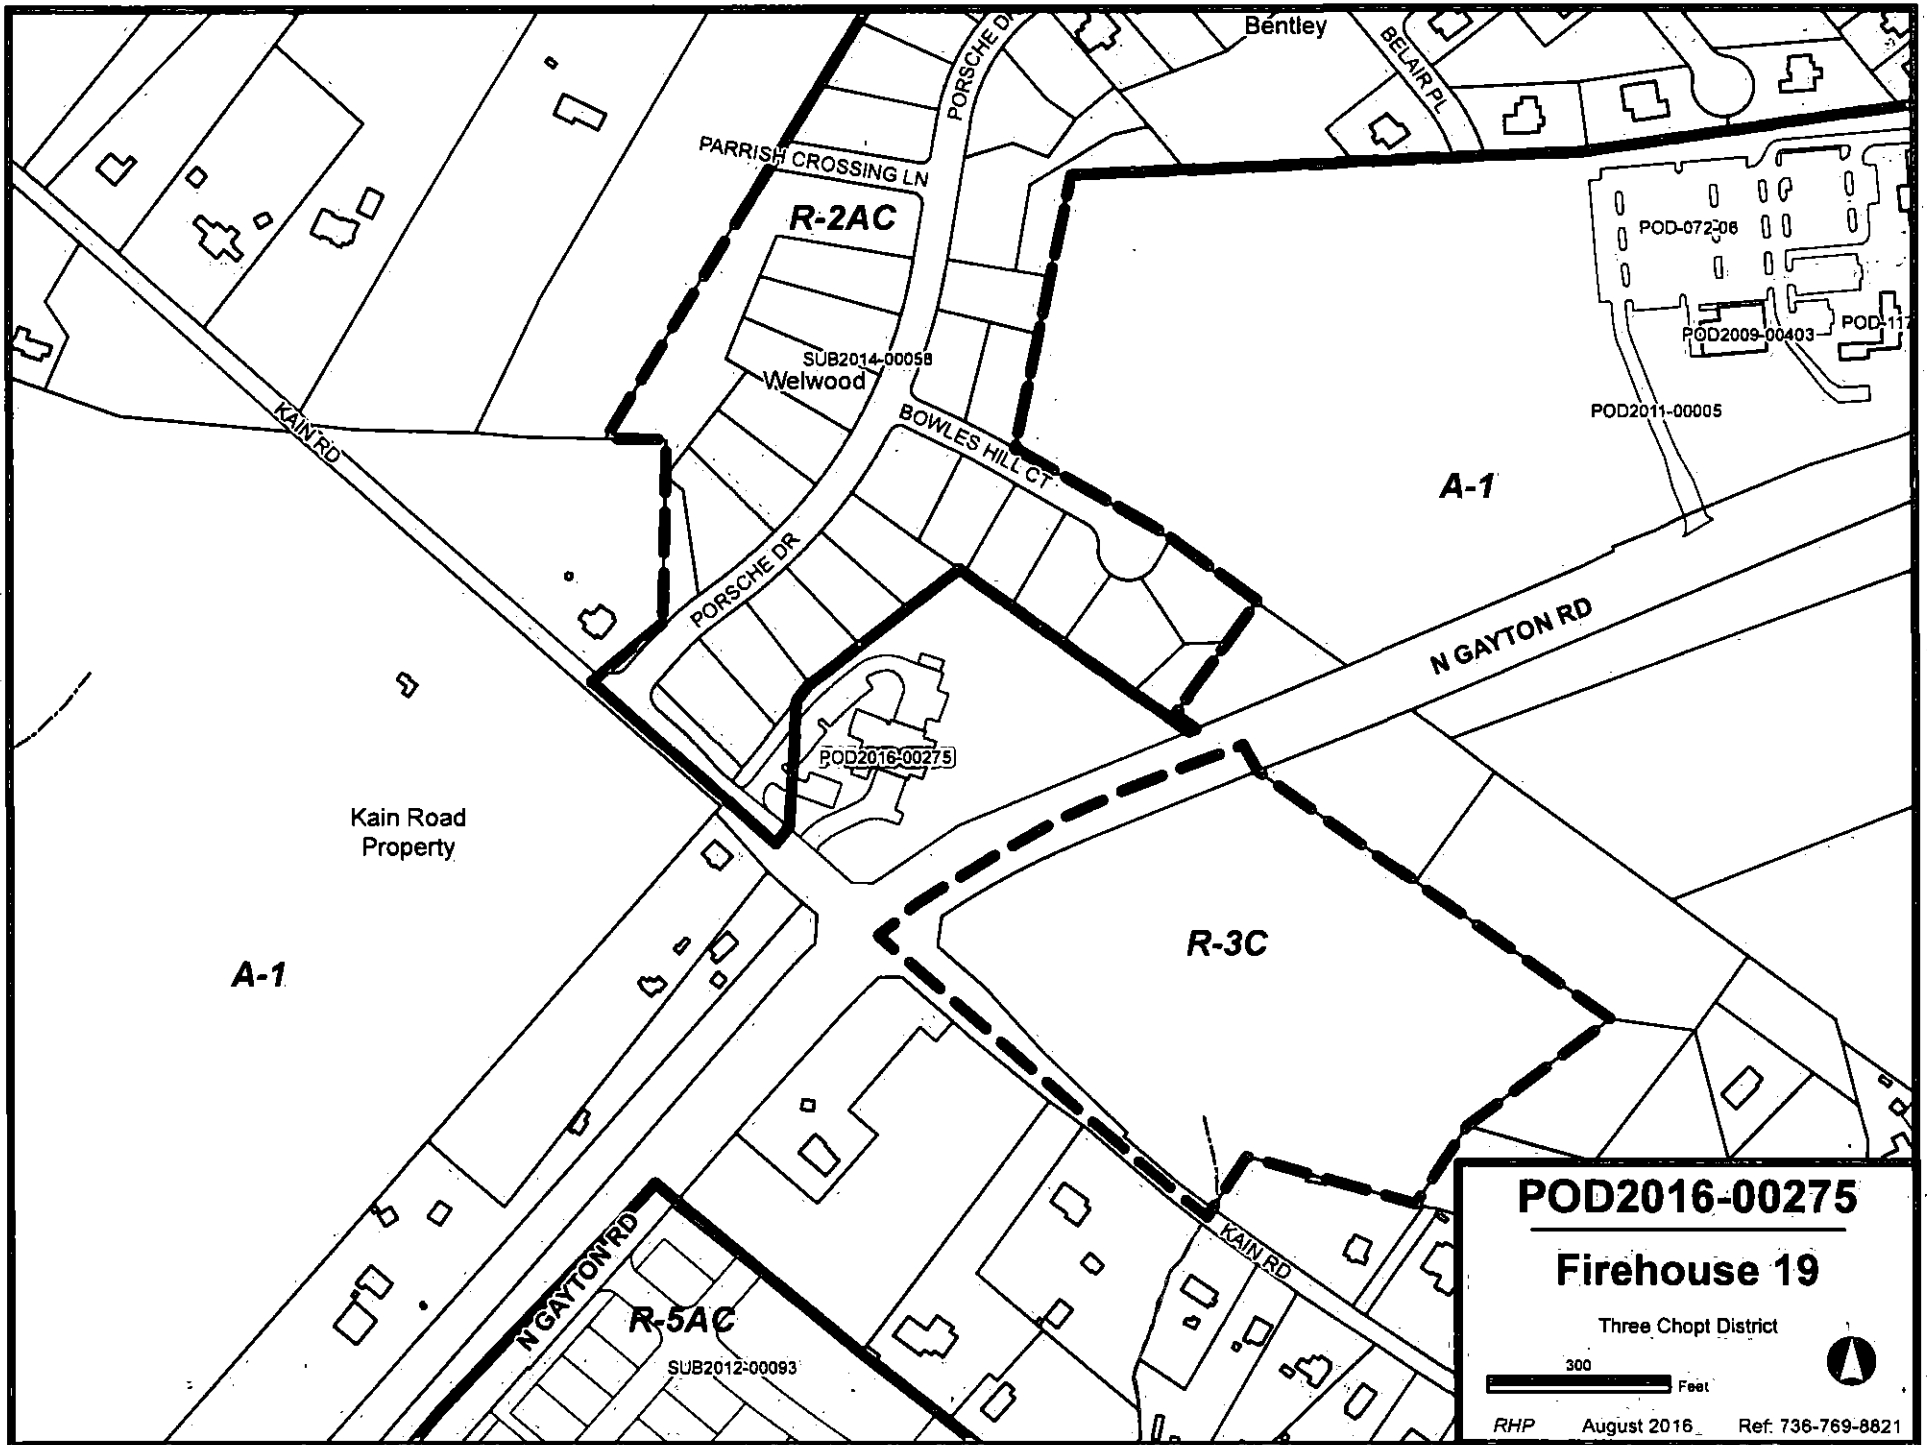 Bentley
PORSCHE DR
BELAIR PL
PARRISH CROSSING LN
R-2AC
POD-072-06
POD2009-00403
POD-117
SUB2014-00058
Welwood
POD2011-00005
BOWLES HILL CT
KAIN RD
A-1
PORSCHE DR
N GAYTON RD
POD2016-00275
Kain Road
Property
R-3C
A-1
KAIN RD
N GAYTON RD
R-5AC
SUB2012-00093
POD2016-00275
Firehouse 19
Three Chopt District
300
Feet
RHP August 2016 Ref: 736-769-8821